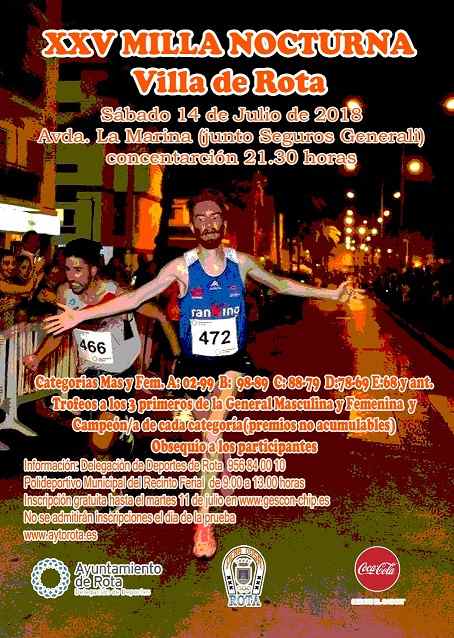 XXV MILLA NOCTURNA
Villa de Rota
Sábado 14 de Julio de 2018
Avda. La Marina (junto Seguros Generali)
concentarción 21.30 horas
ranking
466
472
Categorias Mas y Fem. A: 02-99 B: 98-89 C: 88-79 D:78-69 E:68 y ant.
Trofeos a los 3 primeros de la General Masculina y Femenina y
Campeón/a de cada categoría(premios no acumulables)
Obsequio a los participantes
Información: Delegación de Deportes de Rota 956 84 00 10
Polideportivo Municipal del Recinto Ferial de 9.00 a 13.00 horas
Inscripción gratuita hasta el martes 11 de julio en www.gescon-chip.es
No se admitirán inscripciones el día de la prueba
www.aytorota.es
Ayuntamiento
de Rota
Delegación de Deportes
ROTA
Coca-Cola